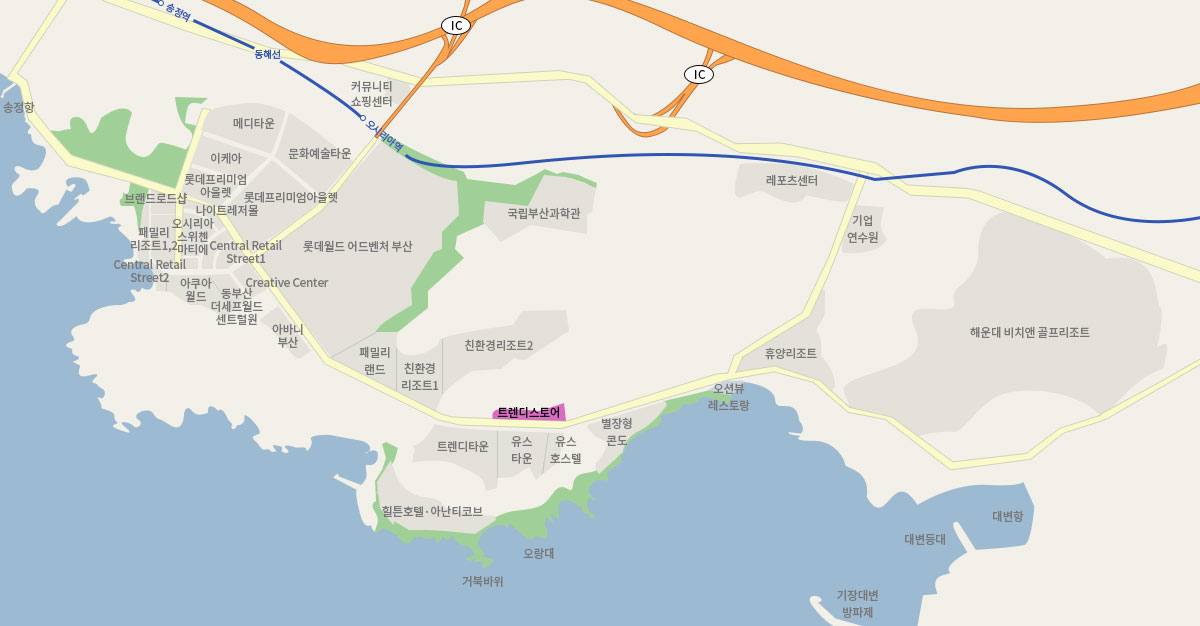 송정역
IC
동해선
IC
커뮤니티
쇼핑센터
송정항
메디타운
오시리아역
이케아
문화예술타운
롯데프리미엄
아울렛
롯데프리미엄아울렛
레포츠센터
브랜드로드샵
나이트레저몰
국립부산과학관
오시리아
스위첸
마티에
패밀리
리조트1,2
기업
연수원
Central Retail
Street1
롯데월드 어드벤처 부산
Central Retail
Street2
아쿠아
월드
Creative Center
동부산
더세프월드
센트럴원
아바니
부산
해운대 비치앤 골프리조트
패밀리
랜드
친환경
리조트1
친환경리조트2
휴양리조트
오션뷰
레스토랑
트렌디스토어
별장형
콘도
트렌디타운
유스
타운
유스
호스텔
힐튼호텔·아난티코브
오랑대
거북바위
대변항
대변등대
기장대변
방파제